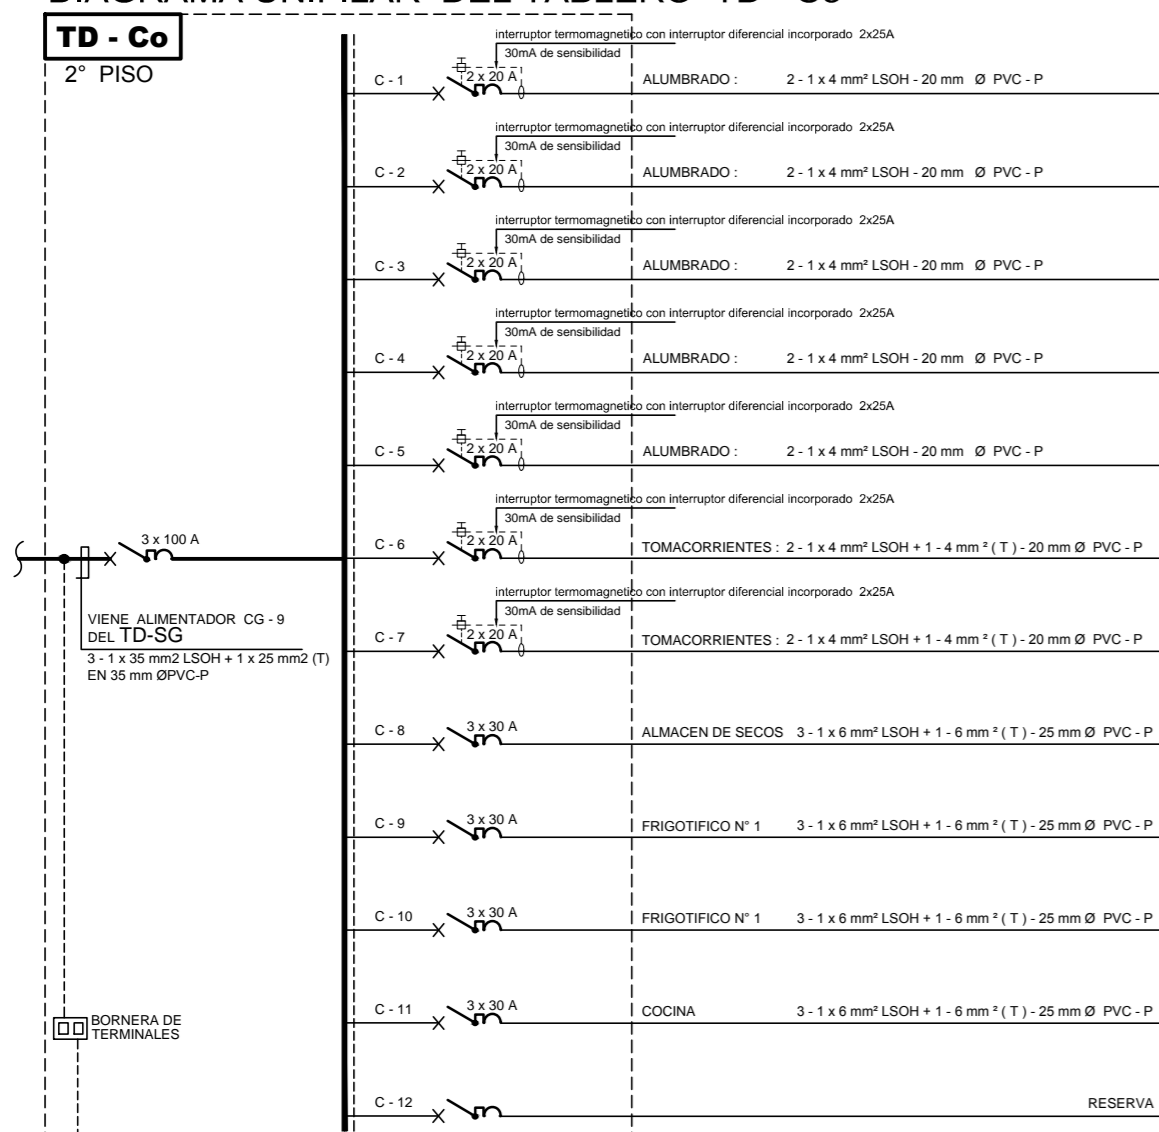 DIAGRAMA UNIFILAR DEL TABLERO TD - Co
TD - Co
2° PISO
interruptor termomagnetico con interruptor diferencial incorporado 2x25A
30mA de sensibilidad
C - 1
2 x 20 A
ALUMBRADO : 2 - 1 x 4 mm² LSOH - 20 mm Ø PVC - P
interruptor termomagnetico con interruptor diferencial incorporado 2x25A
30mA de sensibilidad
C - 2
2 x 20 A
ALUMBRADO : 2 - 1 x 4 mm² LSOH - 20 mm Ø PVC - P
interruptor termomagnetico con interruptor diferencial incorporado 2x25A
30mA de sensibilidad
C - 3
2 x 20 A
ALUMBRADO : 2 - 1 x 4 mm² LSOH - 20 mm Ø PVC - P
interruptor termomagnetico con interruptor diferencial incorporado 2x25A
30mA de sensibilidad
C - 4
2 x 20 A
ALUMBRADO : 2 - 1 x 4 mm² LSOH - 20 mm Ø PVC - P
interruptor termomagnetico con interruptor diferencial incorporado 2x25A
30mA de sensibilidad
C - 5
2 x 20 A
ALUMBRADO : 2 - 1 x 4 mm² LSOH - 20 mm Ø PVC - P
interruptor termomagnetico con interruptor diferencial incorporado 2x25A
30mA de sensibilidad
C - 6
2 x 20 A
TOMACORRIENTES : 2 - 1 x 4 mm² LSOH + 1 - 4 mm ² ( T ) - 20 mm Ø PVC - P
3 x 100 A
VIENE ALIMENTADOR CG - 9
DEL TD-SG
3 - 1 x 35 mm2 LSOH + 1 x 25 mm2 (T)
EN 35 mm ØPVC-P
interruptor termomagnetico con interruptor diferencial incorporado 2x25A
30mA de sensibilidad
C - 7
2 x 20 A
TOMACORRIENTES : 2 - 1 x 4 mm² LSOH + 1 - 4 mm ² ( T ) - 20 mm Ø PVC - P
C - 8
3 x 30 A
ALMACEN DE SECOS 3 - 1 x 6 mm² LSOH + 1 - 6 mm ² ( T ) - 25 mm Ø PVC - P
C - 9
3 x 30 A
FRIGOTIFICO N° 1 3 - 1 x 6 mm² LSOH + 1 - 6 mm ² ( T ) - 25 mm Ø PVC - P
C - 10
3 x 30 A
FRIGOTIFICO N° 1 3 - 1 x 6 mm² LSOH + 1 - 6 mm ² ( T ) - 25 mm Ø PVC - P
C - 11
3 x 30 A
COCINA 3 - 1 x 6 mm² LSOH + 1 - 6 mm ² ( T ) - 25 mm Ø PVC - P
BORNERA DE
TERMINALES
C - 12
RESERVA